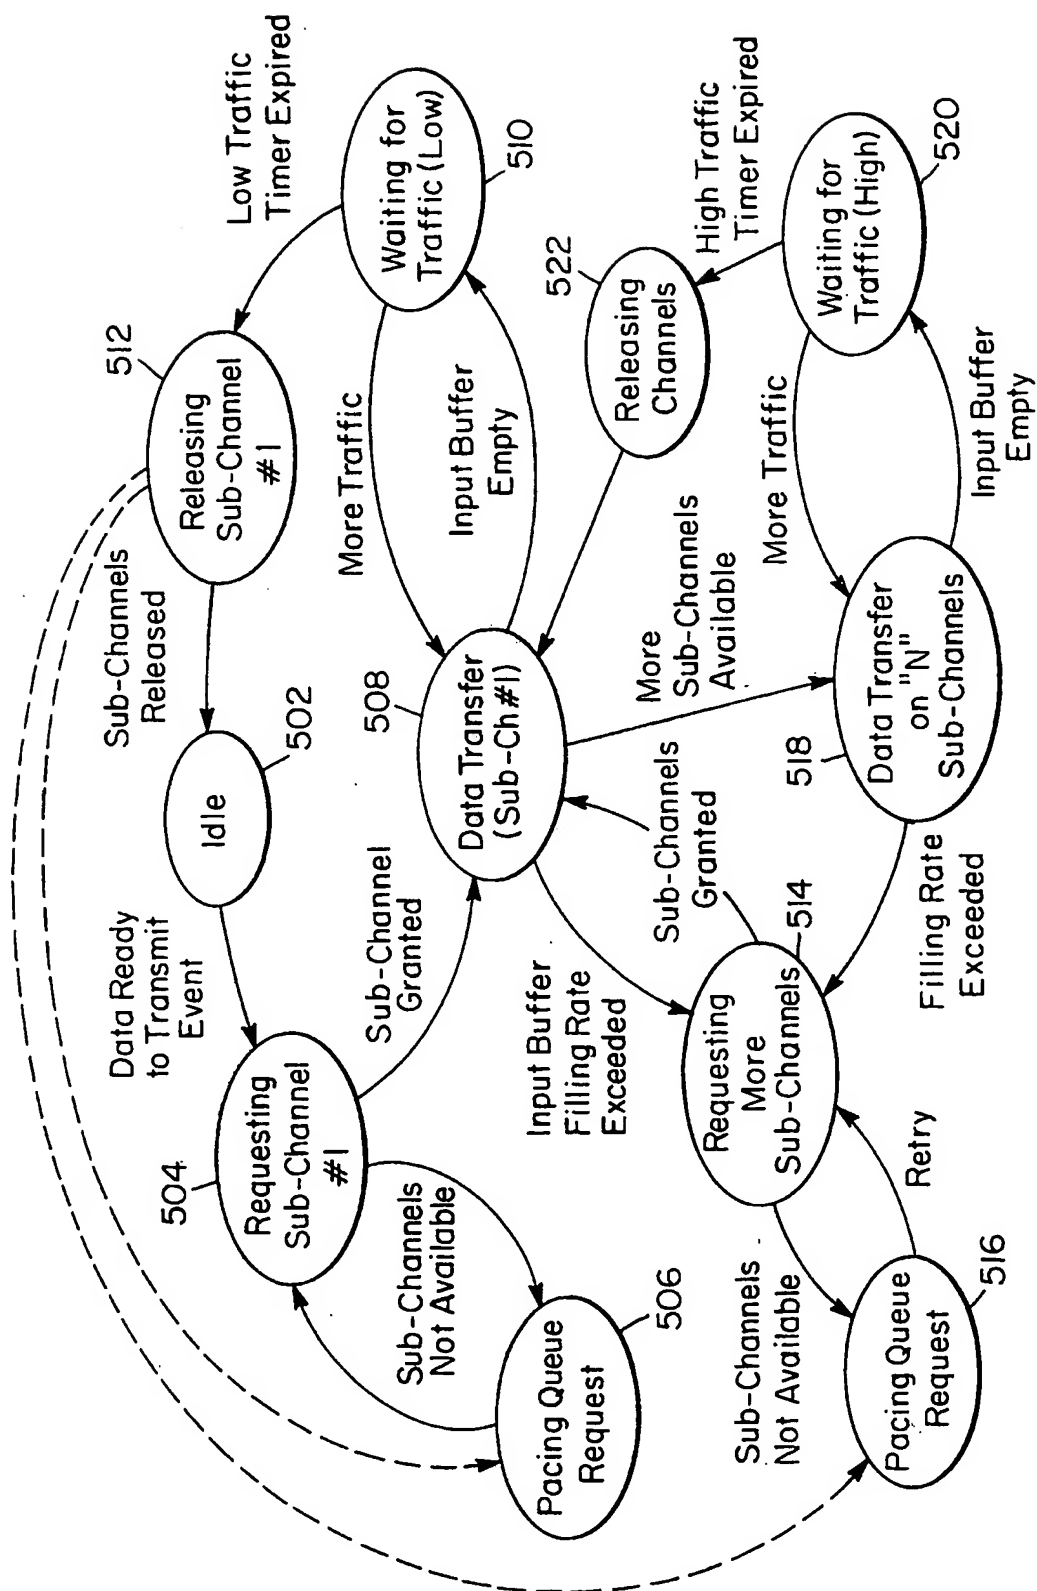 Low Traffic
Timer Expired
Waiting for
Traffic (Low)
510
512
Releasing
Sub-Channel
#1
Sub-Channels
Released
Idle
502
Data Ready
to Transmit
Event
504
Requesting
Sub-Channel
#1
Sub-Channel
Granted
Sub-Channels
Not Available
Pacing Queue
Request
506
More Traffic
Input Buffer
Empty
508
Data Transfer
(Sub-Ch#1)
High Traffic
Timer Expired
522
Releasing
Channels
Waiting for
Traffic (High)
520
More Traffic
Input Buffer
Empty
More
Sub-Channels
Available
518
Data Transfer
on "N"
Sub-Channels
Sub-Channels
Granted
Input Buffer
Filling Rate
Exceeded
514
Requesting
More
Sub-Channels
Filling Rate
Exceeded
Retry
Sub-Channels
Not Available
Pacing Queue
Request
516